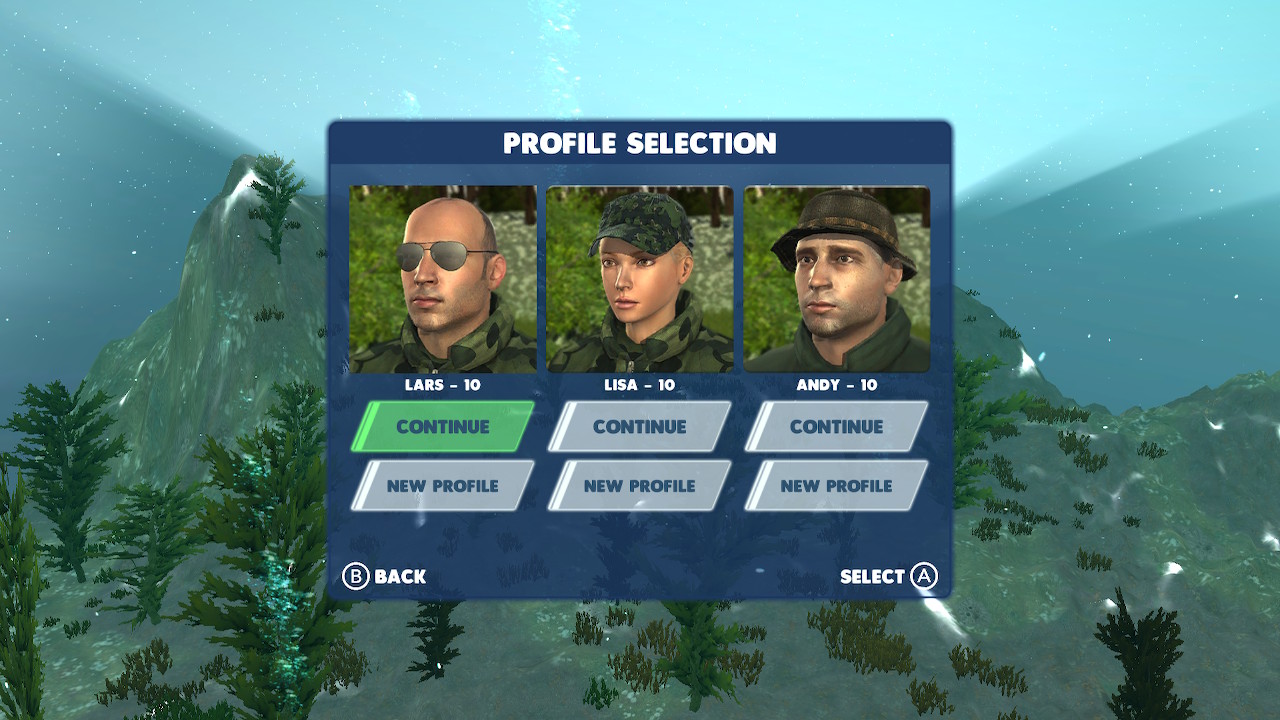 PROFILE SELECTION
LARS - 10
LISA - 10
ANDY - 10
CONTINUE
CONTINUE
CONTINUE
NEW PROFILE
NEW PROFILE
NEW PROFILE
B BACK
SELECT A